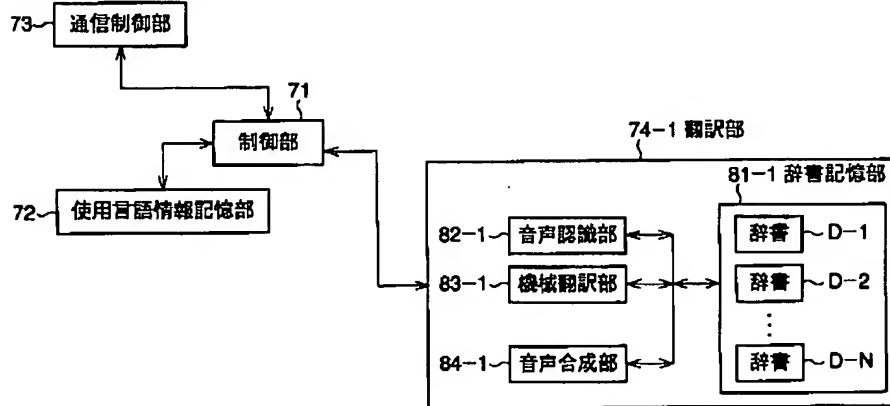 73 通信制御部
71
制御部
74-1 翻訳部
81-1 辞書記憶部
72 使用言語情報記憶部
82-1 音声認識部
辞書 D-1
83-1 機械翻訳部
辞書 D-2
84-1 音声合成部
辞書 D-N